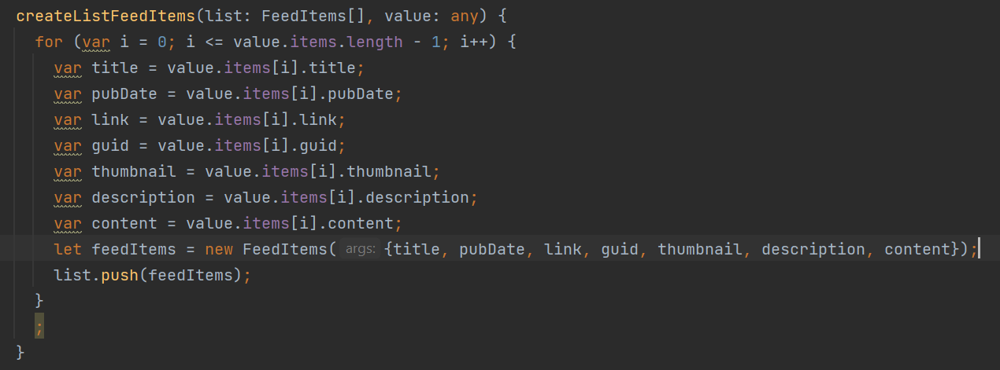 createListFeedItems(list: FeedItems[], value: any) {
for (var i = 0; i <= value.items.length - 1; i++) {
var title = value.items[i].title;
var pubDate = value.items[i].pubDate;
var link = value.items[i].link;
var guid = value.items[i].guid;
var thumbnail = value.items[i].thumbnail;
var description = value.items[i].description;
var content = value.items[i].content;
let feedItems = new FeedItems( args: {title, pubDate, link, guid, thumbnail, description, content});
list.push(feedItems);
}
;
}